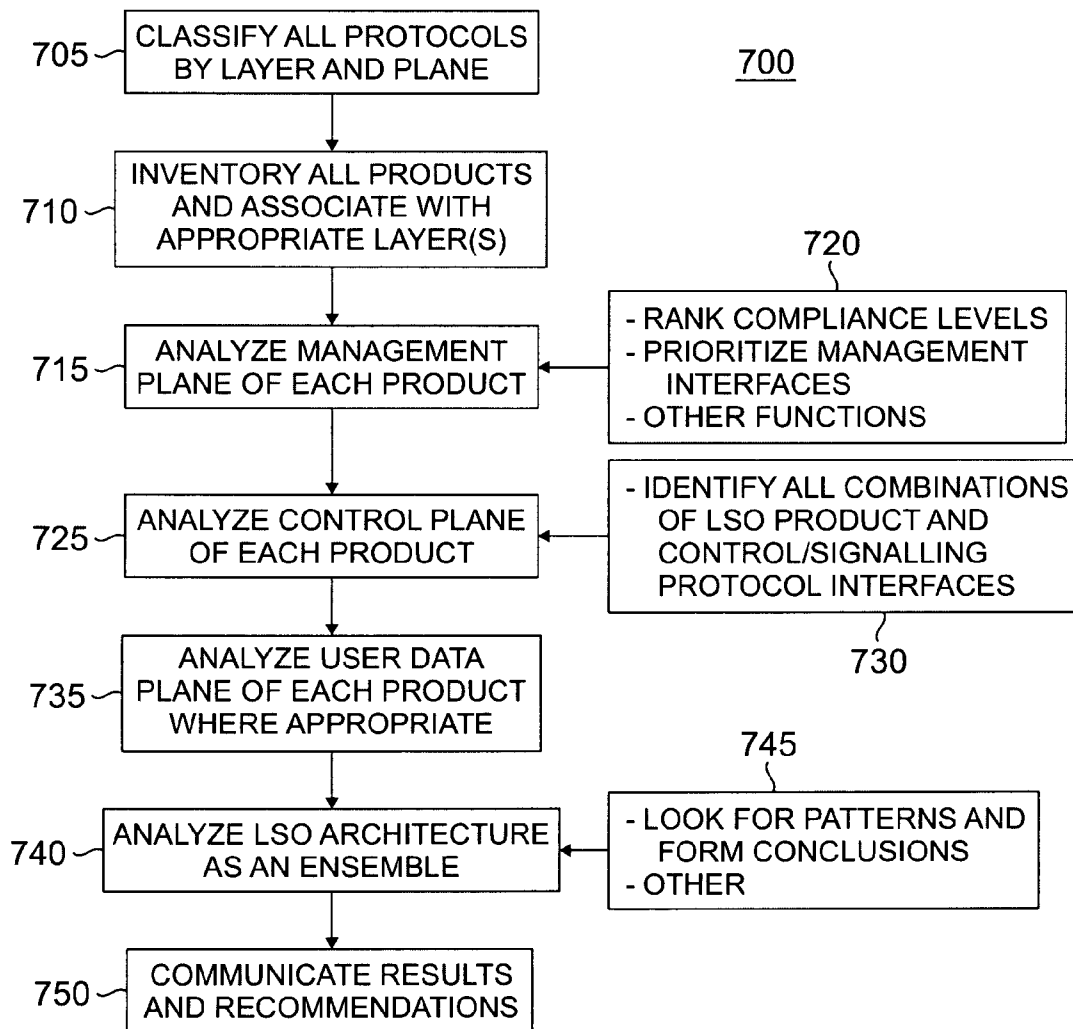 705
CLASSIFY ALL PROTOCOLS
BY LAYER AND PLANE
700
710
INVENTORY ALL PRODUCTS
AND ASSOCIATE WITH
APPROPRIATE LAYER(S)
715
ANALYZE MANAGEMENT
PLANE OF EACH PRODUCT
720
- RANK COMPLIANCE LEVELS
- PRIORITIZE MANAGEMENT
INTERFACES
- OTHER FUNCTIONS
725
ANALYZE CONTROL PLANE
OF EACH PRODUCT
- IDENTIFY ALL COMBINATIONS
OF LSO PRODUCT AND
CONTROL/SIGNALLING
PROTOCOL INTERFACES
730
735
ANALYZE USER DATA
PLANE OF EACH PRODUCT
WHERE APPROPRIATE
740
ANALYZE LSO ARCHITECTURE
AS AN ENSEMBLE
745
- LOOK FOR PATTERNS AND
FORM CONCLUSIONS
- OTHER
750
COMMUNICATE RESULTS
AND RECOMMENDATIONS